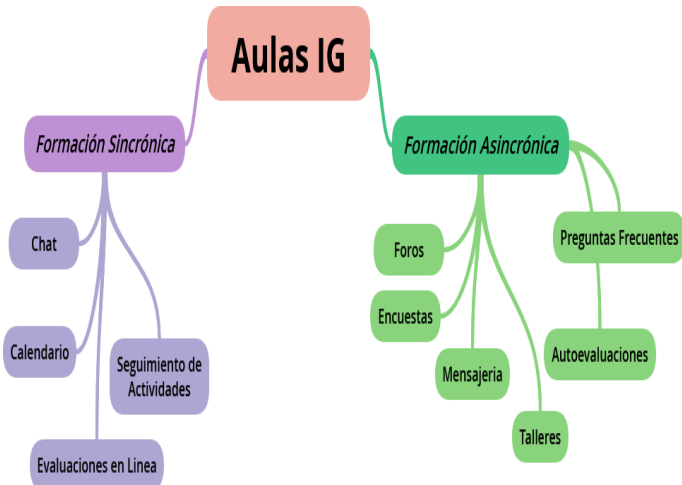 Aulas IG
Formación Sincrónica
Chat
Calendario
Seguimiento de
Actividades
Evaluaciones en Linea
Formación Asincrónica
Foros
Encuestas
Mensajeria
Talleres
Preguntas Frecuentes
Autoevaluaciones